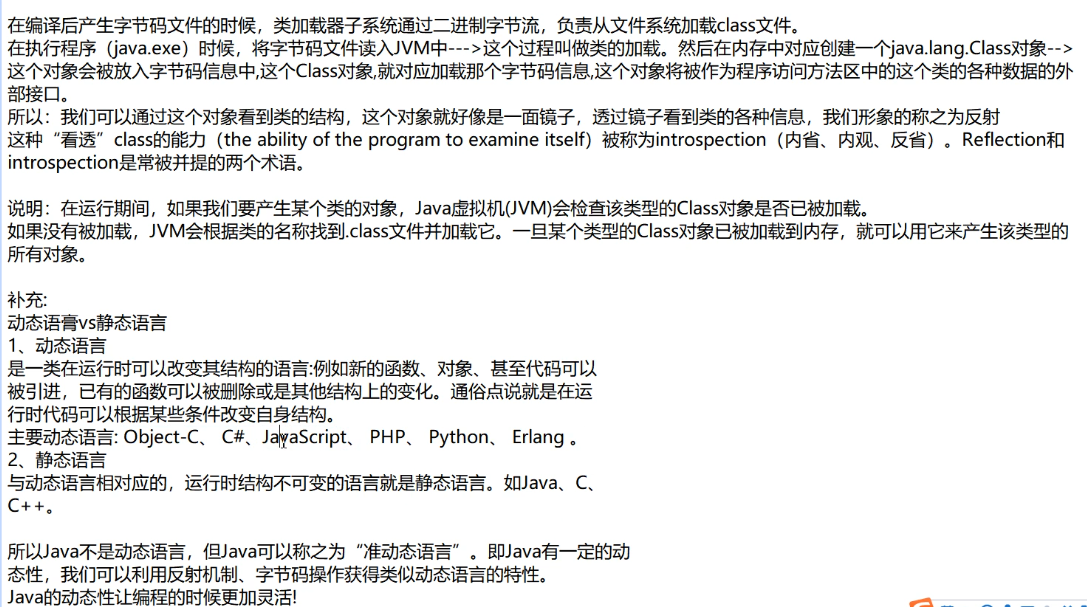 在编译后产生字节码文件的时候，类加载器子系统通过二进制字节流，负责从文件系统加载class文件。
在执行程序（java.exe）时候，将字节码文件读入JVM中--->这个过程叫做类的加载。然后在内存中对应创建一个java.lang.Class对象-->
这个对象会被放入字节码信息中,这个Class对象,就对应加载那个字节码信息,这个对象将被作为程序访问方法区中的这个类的各种数据的外
部接口。
所以：我们可以通过这个对象看到类的结构，这个对象就好像是一面镜子，透过镜子看到类的各种信息，我们形象的称之为反射
这种“看透”class的能力（the ability of the program to examine itself）被称为introspection（内省、内观、反省）。Reflection和
introspection是常被并提的两个术语。
说明：在运行期间，如果我们要产生某个类的对象，Java虚拟机(JVM)会检查该类型的Class对象是否已被加载。
如果没有被加载，JVM会根据类的名称找到.class文件并加载它。一旦某个类型的Class对象已被加载到内存，就可以用它来产生该类型的
所有对象。
补充:
动态语膏vs静态语言
1、动态语言
是一类在运行时可以改变其结构的语言:例如新的函数、对象、甚至代码可以
被引进，已有的函数可以被删除或是其他结构上的变化。通俗点说就是在运
行时代码可以根据某些条件改变自身结构。
主要动态语言: Object-C、 C#、JavaScript、 PHP、 Python、 Erlang 。
2、静态语言
与动态语言相对应的，运行时结构不可变的语言就是静态语言。如Java、C、
C++。
所以Java不是动态语言，但Java可以称之为“准动态语言”。即Java有一定的动
态性，我们可以利用反射机制、字节码操作获得类似动态语言的特性。
Java的动态性让编程的时候更加灵活!